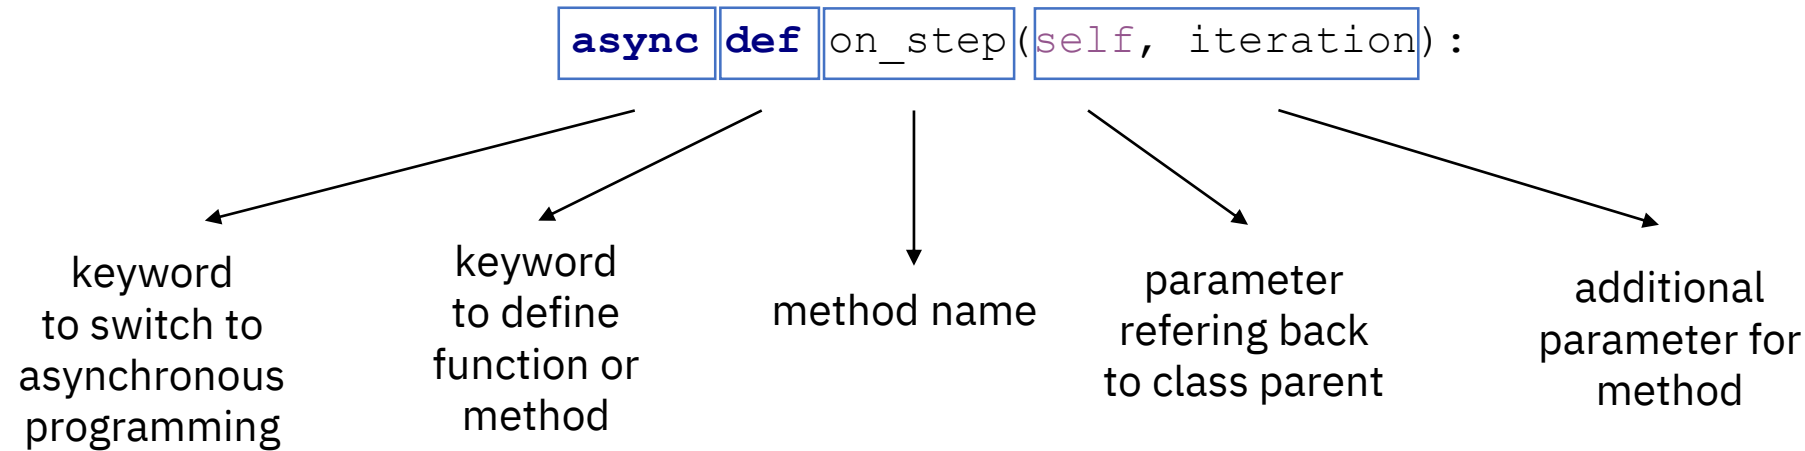 async def on_step(self, iteration):
keyword
to switch to
asynchronous
programming
keyword
to define
function or
method
method name
parameter
refering back
to class parent
additional
parameter for
method